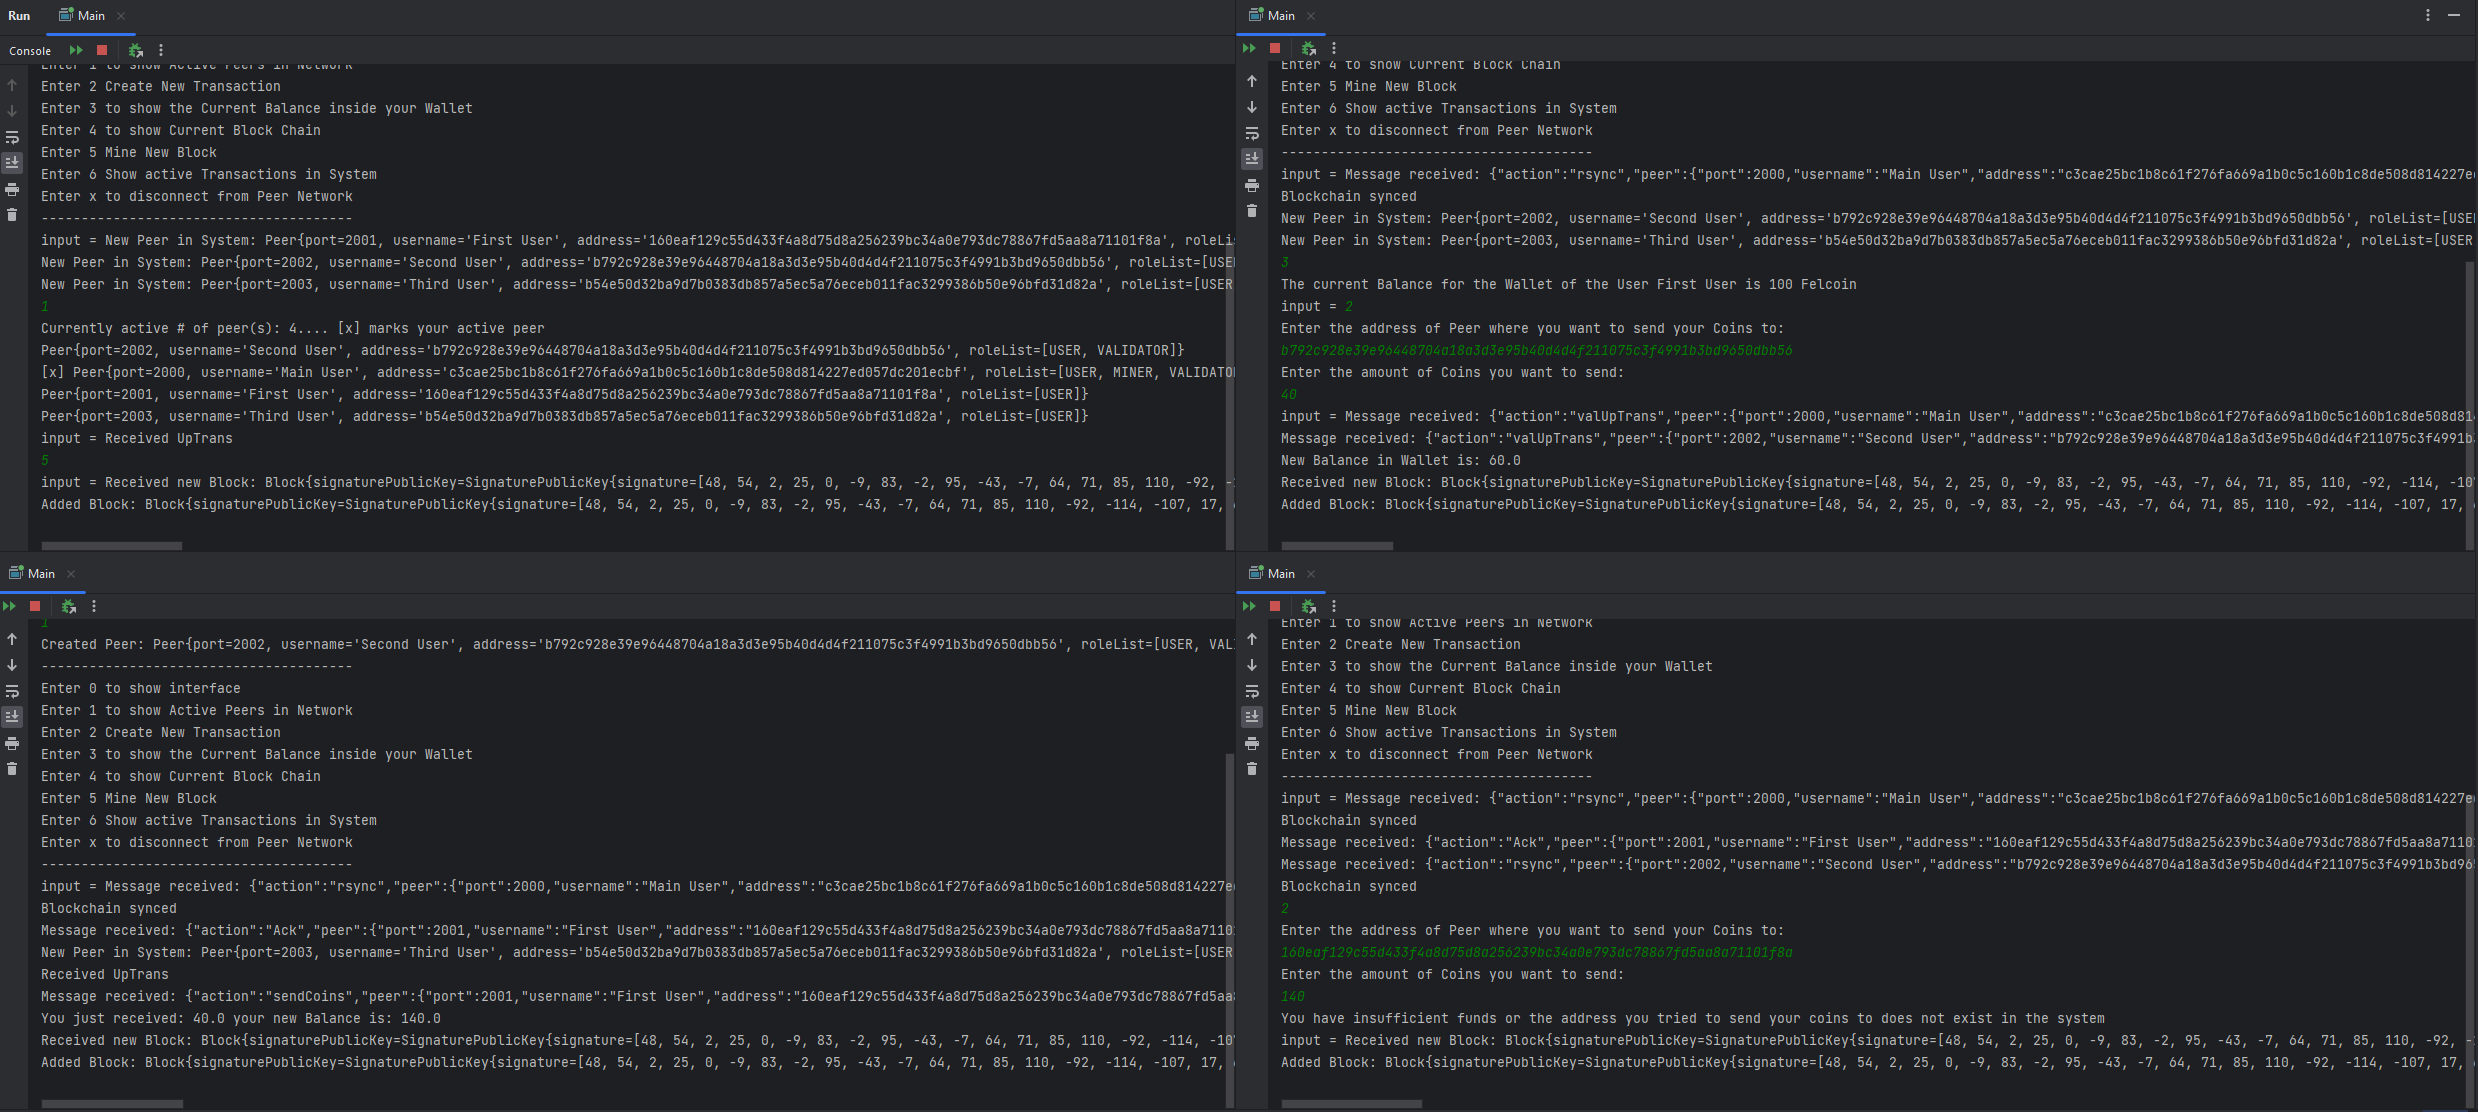 Run Main
Console
Enter 1 to show Active Peers in Network
Enter 2 Create New Transaction
Enter 3 to show the Current Balance inside your Wallet
Enter 4 to show Current Block Chain
Enter 5 Mine New Block
Enter 6 Show active Transactions in System
Enter x to disconnect from Peer Network
---------------------------------------
input = New Peer in System: Peer{port=2001, username='First User', address='160eaf129c55d433f4a8d75d8a256239bc34a0e793dc78867fd5aa8a71101f8a', roleLis
New Peer in System: Peer{port=2002, username='Second User', address='b792c928e39e96448704a18a3d3e95b40d4d4f211075c3f4991b3bd9650dbb56', roleList=[USE
New Peer in System: Peer{port=2003, username='Third User', address='b54e50d32ba9d7b0383db857a5ec5a76eceb011fac3299386b50e96bfd31d82a', roleList=[USER
1
Currently active # of peer(s): 4.... [x] marks your active peer
Peer{port=2002, username='Second User', address='b792c928e39e96448704a18a3d3e95b40d4d4f211075c3f4991b3bd9650dbb56', roleList=[USER, VALIDATOR]}
[x] Peer{port=2000, username='Main User', address='c3cae25bc1b8c61f276fa669a1b0c5c160b1c8de508d814227ed057dc201ecbf', roleList=[USER, MINER, VALIDATOR
Peer{port=2001, username='First User', address='160eaf129c55d433f4a8d75d8a256239bc34a0e793dc78867fd5aa8a71101f8a', roleList=[USER]}
Peer{port=2003, username='Third User', address='b54e50d32ba9d7b0383db857a5ec5a76eceb011fac3299386b50e96bfd31d82a', roleList=[USER]}
input = Received UpTrans
5
input = Received new Block: Block{signaturePublicKey=SignaturePublicKey{signature=[48, 54, 2, 25, 0, -9, 83, -2, 95, -43, -7, 64, 71, 85, 110, -92, -
Added Block: Block{signaturePublicKey=SignaturePublicKey{signature=[48, 54, 2, 25, 0, -9, 83, -2, 95, -43, -7, 64, 71, 85, 110, -92, -114, -107, 17,
Main
Enter 4 to show Current Block Chain
Enter 5 Mine New Block
Enter 6 Show active Transactions in System
Enter x to disconnect from Peer Network
---------------------------------------
input = Message received: {"action":"rsync","peer":{"port":2000,"username":"Main User","address":"c3cae25bc1b8c61f276fa669a1b0c5c160b1c8de508d814227e
Blockchain synced
New Peer in System: Peer{port=2002, username='Second User', address='b792c928e39e96448704a18a3d3e95b40d4d4f211075c3f4991b3bd9650dbb56', roleList=[USE
New Peer in System: Peer{port=2003, username='Third User', address='b54e50d32ba9d7b0383db857a5ec5a76eceb011fac3299386b50e96bfd31d82a', roleList=[USER
3
The current Balance for the Wallet of the User First User is 100 Felcoin
input = 2
Enter the address of Peer where you want to send your Coins to:
b792c928e39e96448704a18a3d3e95b40d4d4f211075c3f4991b3bd9650dbb56
Enter the amount of Coins you want to send:
40
input = Message received: {"action":"valUpTrans","peer":{"port":2000,"username":"Main User","address":"c3cae25bc1b8c61f276fa669a1b0c5c160b1c8de508d81
Message received: {"action":"valUpTrans","peer":{"port":2002,"username":"Second User","address":"b792c928e39e96448704a18a3d3e95b40d4d4f211075c3f4991b
New Balance in Wallet is: 60.0
Received new Block: Block{signaturePublicKey=SignaturePublicKey{signature=[48, 54, 2, 25, 0, -9, 83, -2, 95, -43, -7, 64, 71, 85, 110, -92, -114, -10
Added Block: Block{signaturePublicKey=SignaturePublicKey{signature=[48, 54, 2, 25, 0, -9, 83, -2, 95, -43, -7, 64, 71, 85, 110, -92, -114, -107, 17,
Main
1
Created Peer: Peer{port=2002, username='Second User', address='b792c928e39e96448704a18a3d3e95b40d4d4f211075c3f4991b3bd9650dbb56', roleList=[USER, VAL
---------------------------------------
Enter 0 to show interface
Enter 1 to show Active Peers in Network
Enter 2 Create New Transaction
Enter 3 to show the Current Balance inside your Wallet
Enter 4 to show Current Block Chain
Enter 5 Mine New Block
Enter 6 Show active Transactions in System
Enter x to disconnect from Peer Network
---------------------------------------
input = Message received: {"action":"rsync","peer":{"port":2000,"username":"Main User","address":"c3cae25bc1b8c61f276fa669a1b0c5c160b1c8de508d814227e
Blockchain synced
Message received: {"action":"Ack","peer":{"port":2001,"username":"First User","address":"160eaf129c55d433f4a8d75d8a256239bc34a0e793dc78867fd5aa8a7110
New Peer in System: Peer{port=2003, username='Third User', address='b54e50d32ba9d7b0383db857a5ec5a76eceb011fac3299386b50e96bfd31d82a', roleList=[USER
Received UpTrans
Message received: {"action":"sendCoins","peer":{"port":2001,"username":"First User","address":"160eaf129c55d433f4a8d75d8a256239bc34a0e793dc78867fd5aa
You just received: 40.0 your new Balance is: 140.0
Received new Block: Block{signaturePublicKey=SignaturePublicKey{signature=[48, 54, 2, 25, 0, -9, 83, -2, 95, -43, -7, 64, 71, 85, 110, -92, -114, -10
Added Block: Block{signaturePublicKey=SignaturePublicKey{signature=[48, 54, 2, 25, 0, -9, 83, -2, 95, -43, -7, 64, 71, 85, 110, -92, -114, -107, 17,
Main
Enter 1 to show Active Peers in Network
Enter 2 Create New Transaction
Enter 3 to show the Current Balance inside your Wallet
Enter 4 to show Current Block Chain
Enter 5 Mine New Block
Enter 6 Show active Transactions in System
Enter x to disconnect from Peer Network
---------------------------------------
input = Message received: {"action":"rsync","peer":{"port":2000,"username":"Main User","address":"c3cae25bc1b8c61f276fa669a1b0c5c160b1c8de508d814227e
Blockchain synced
Message received: {"action":"Ack","peer":{"port":2001,"username":"First User","address":"160eaf129c55d433f4a8d75d8a256239bc34a0e793dc78867fd5aa8a7110
Message received: {"action":"rsync","peer":{"port":2002,"username":"Second User","address":"b792c928e39e96448704a18a3d3e95b40d4d4f211075c3f4991b3bd96
Blockchain synced
2
Enter the address of Peer where you want to send your Coins to:
160eaf129c55d433f4a8d75d8a256239bc34a0e793dc78867fd5aa8a71101f8a
Enter the amount of Coins you want to send:
140
You have insufficient funds or the address you tried to send your coins to does not exist in the system
input = Received new Block: Block{signaturePublicKey=SignaturePublicKey{signature=[48, 54, 2, 25, 0, -9, 83, -2, 95, -43, -7, 64, 71, 85, 110, -92, -
Added Block: Block{signaturePublicKey=SignaturePublicKey{signature=[48, 54, 2, 25, 0, -9, 83, -2, 95, -43, -7, 64, 71, 85, 110, -92, -114, -107, 17,